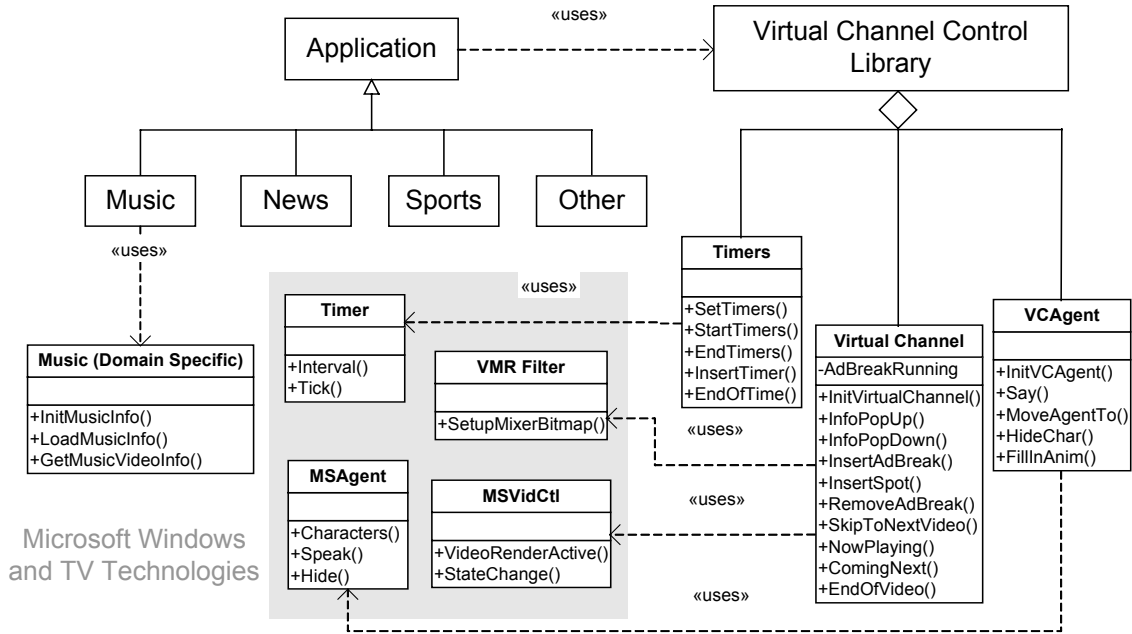 «uses»
Application
Virtual Channel Control
Library
Music
News
Sports
Other
«uses»
Timers
+SetTimers()
+StartTimers()
+EndTimers()
+InsertTimer()
+EndOfTime()
«uses»
Timer
+Interval()
+Tick()
VCAgent
+InitVCAgent()
+Say()
+MoveAgentTo()
+HideChar()
+FillInAnim()
Virtual Channel
-AdBreakRunning
+InitVirtualChannel()
+InfoPopUp()
+InfoPopDown()
+InsertAdBreak()
+InsertSpot()
+RemoveAdBreak()
+SkipToNextVideo()
+NowPlaying()
+ComingNext()
+EndOfVideo()
Music (Domain Specific)
+InitMusicInfo()
+LoadMusicInfo()
+GetMusicVideoInfo()
VMR Filter
+SetupMixerBitmap()
«uses»
MSAgent
+Characters()
+Speak()
+Hide()
MSVidCtl
+VideoRenderActive()
+StateChange()
«uses»
Microsoft Windows
and TV Technologies
«uses»